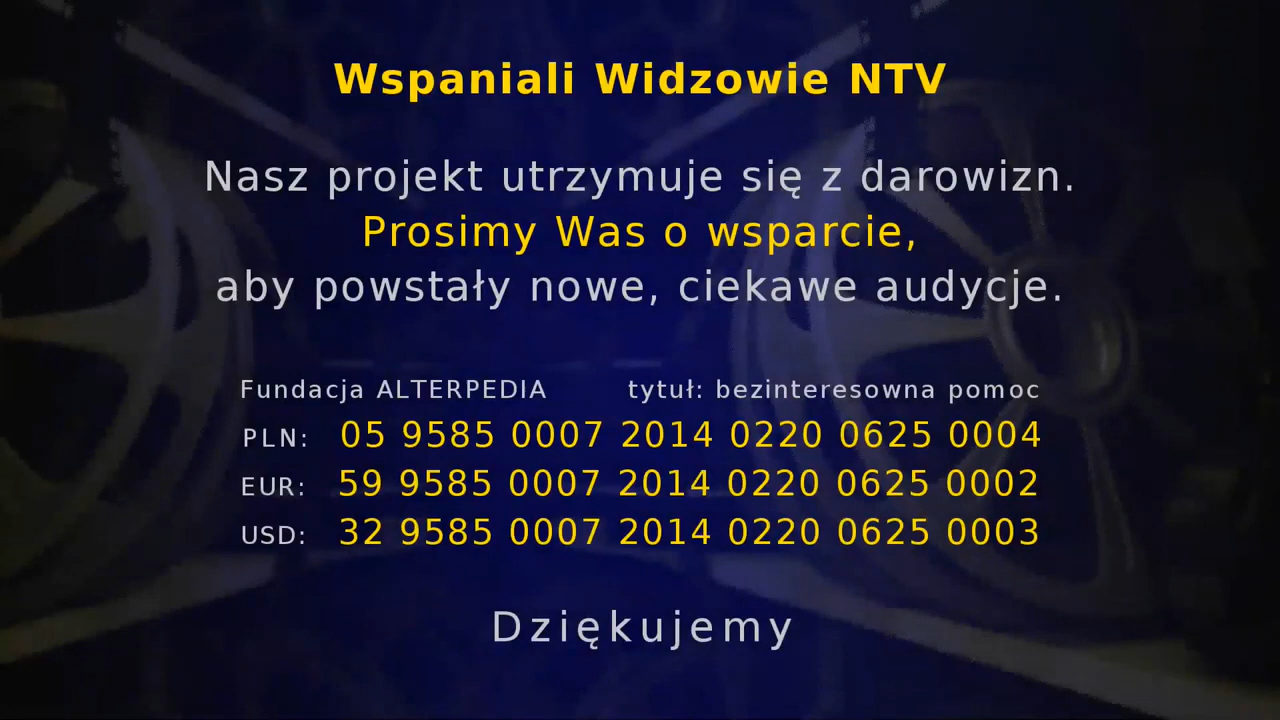 Wspaniali Widzowie NTV
Nasz projekt utrzymuje się z darowizn.
Prosimy Was o wsparcie,
aby powstały nowe, ciekawe audycje.
Fundacja ALTERPEDIA tytuł: bezinteresowna pomoc
PLN: 05 9585 0007 2014 0220 0625 0004
EUR: 59 9585 0007 2014 0220 0625 0002
USD: 32 9585 0007 2014 0220 0625 0003
Dziękujemy